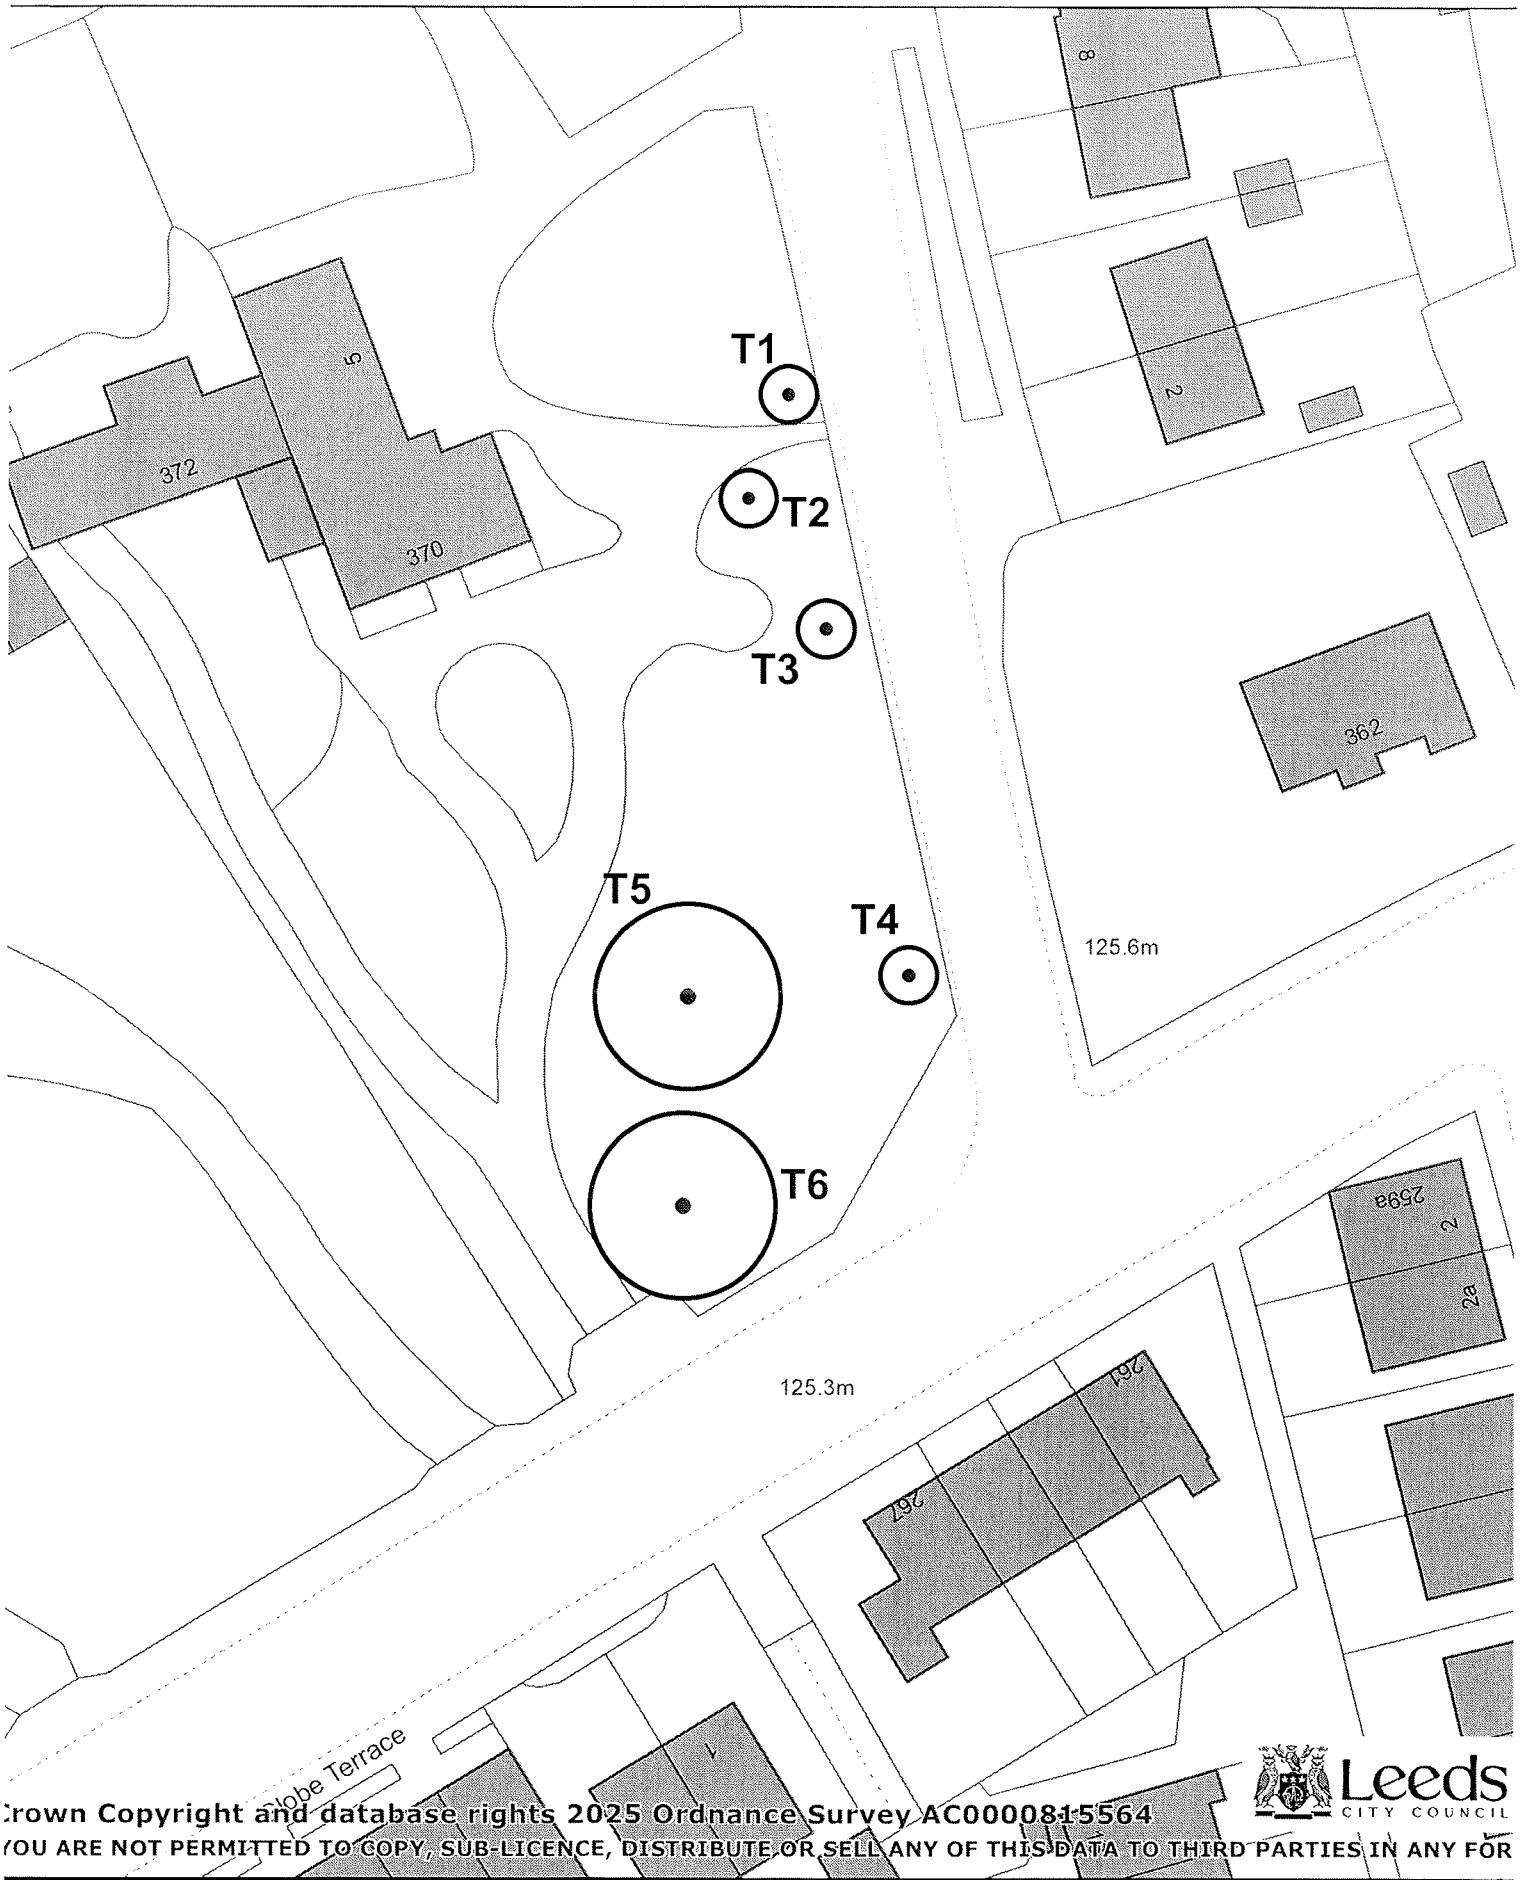 8
T1
5
2
372
T2
370
T3
362
T5
T4
125.6m
T6
259a
2
2a
125.3m
261
267
Globe Terrace
1
Leeds
CITY COUNCIL
Crown Copyright and database rights 2025 Ordnance Survey AC0000815564
YOU ARE NOT PERMITTED TO COPY, SUB-LICENCE, DISTRIBUTE OR SELL ANY OF THIS DATA TO THIRD PARTIES IN ANY FOR